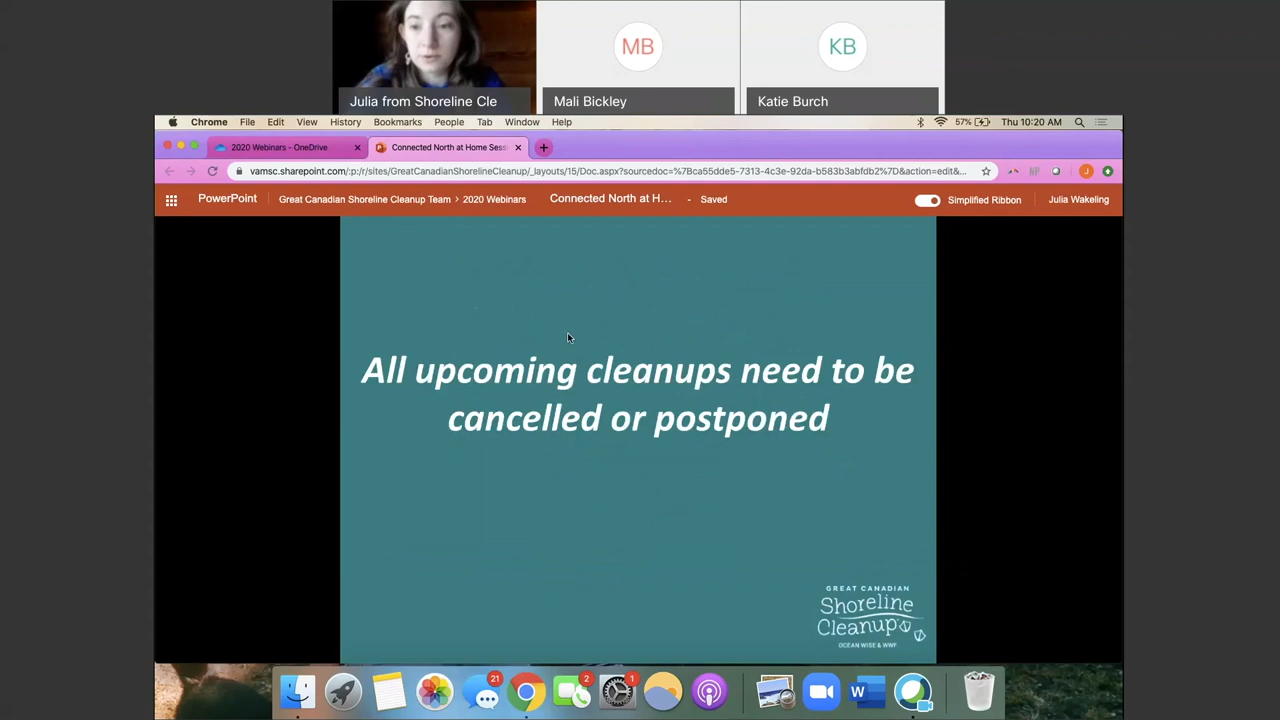 MB
KB
Julia from Shoreline Cle
Mali Bickley
Katie Burch
Chrome File Edit View History Bookmarks People Tab Window Help 57% Thu 10:20 AM
2020 Webinars - OneDrive
Connected North at Home Sess
vamsc.sharepoint.com/:p:/r/sites/GreatCanadianShorelineCleanup/_layouts/15/Doc.aspx?sourcedoc=%7Bca55dde5-7313-4c3e-92da-b583b3abfdb2%7D&action=edit&...
J
PowerPoint Great Canadian Shoreline Cleanup Team > 2020 Webinars Connected North at H... - Saved Simplified Ribbon Julia Wakeling
All upcoming cleanups need to be
cancelled or postponed
GREAT CANADIAN
Shoreline
Cleanup
OCEAN WISE & WWF
21
2
1
W